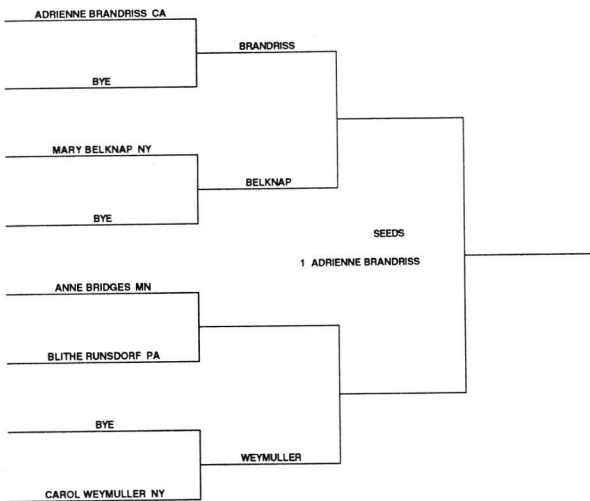 ADRIENNE BRANDRISS CA
BRANDRISS
BYE
MARY BELKNAP NY
BELKNAP
BYE
SEEDS
1 ADRIENNE BRANDRISS
ANNE BRIDGES MN
BLITHE RUNSDORF PA
BYE
WEYMULLER
CAROL WEYMULLER NY